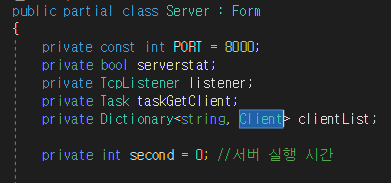 public partial class Server : Form
{
private const int PORT = 8000;
private bool serverstat;
private TcpListener listener;
private Task taskGetClient;
private Dictionary<string, Client> clientList;
private int second = 0; //서버 실행 시간